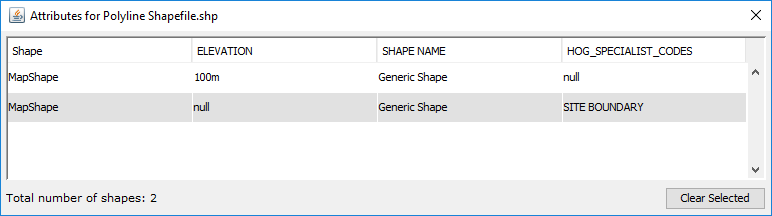 Attributes for Polyline Shapefile.shp
Shape ELEVATION SHAPE NAME HOG_SPECIALIST_CODES
MapShape 100m Generic Shape null
MapShape null Generic Shape SITE BOUNDARY
Total number of shapes: 2 Clear Selected